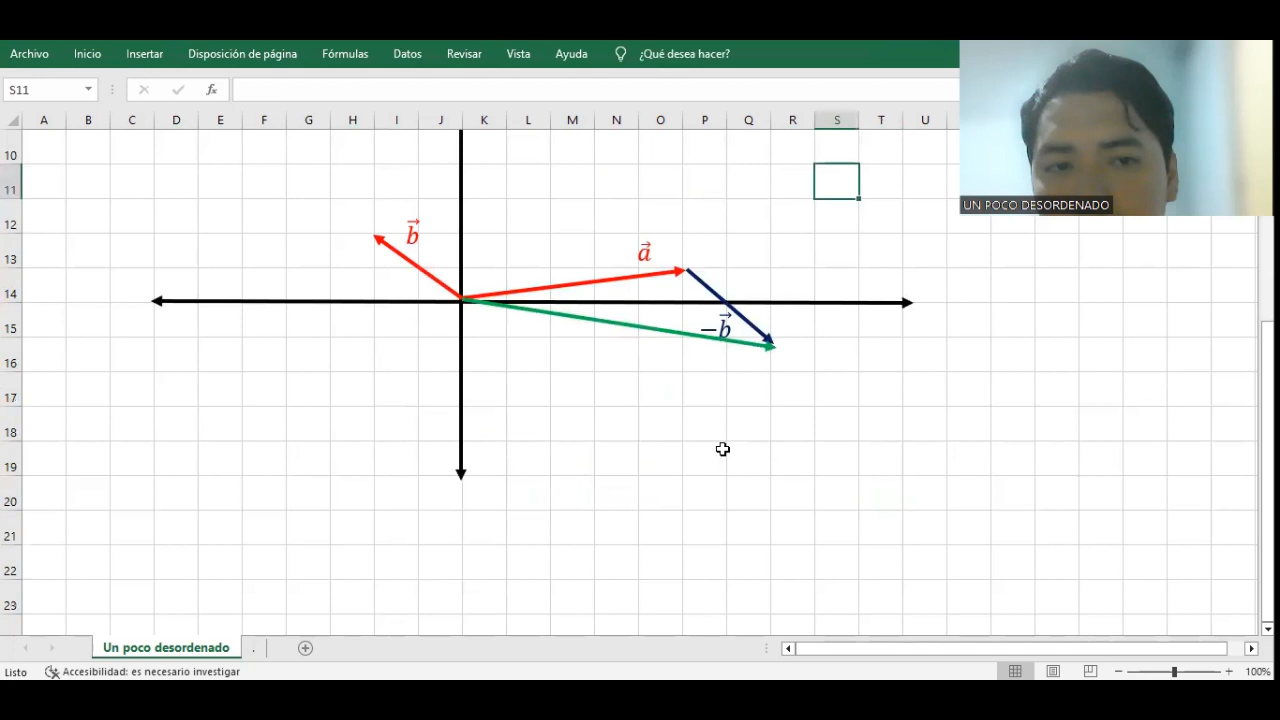 Archivo Inicio Insertar Disposición de página Fórmulas Datos Revisar Vista Ayuda ¿Qué desea hacer?
S11 fx
A B C D E F G H I J K L M N O P Q R S T U
UN POCO DESORDENADO
10
11
12
13
14
15
16
17
18
19
20
21
22
23
b⃗
a⃗
−b⃗
Un poco desordenado .
Listo Accesibilidad: es necesario investigar 100%